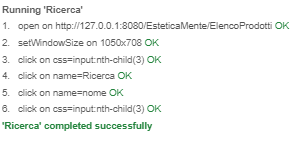 Running 'Ricerca'
1. open on http://127.0.0.1:8080/EsteticaMente/ElencoProdotti OK
2. setWindowSize on 1050x708 OK
3. click on css=input:nth-child(3) OK
4. click on name=Ricerca OK
5. click on name=nome OK
6. click on css=input:nth-child(3) OK
'Ricerca' completed successfully